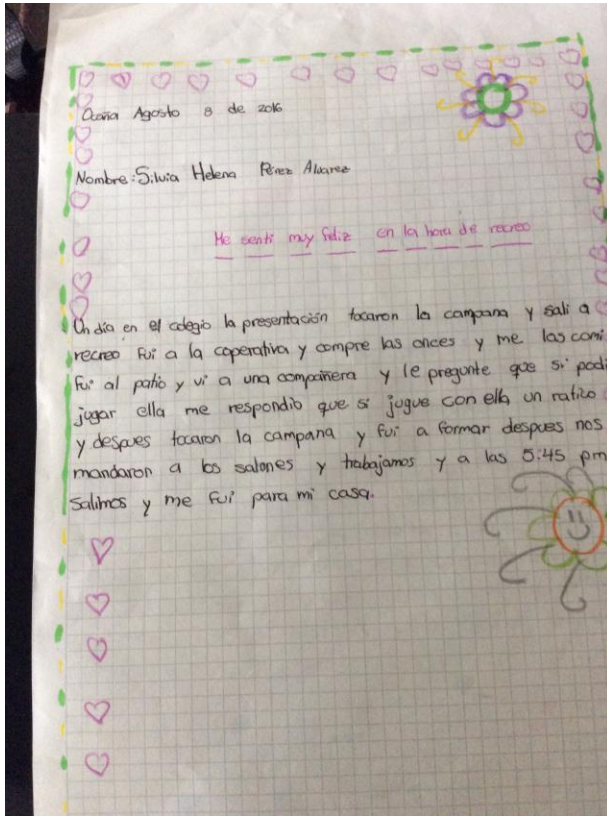 Ocaña Agosto 8 de 2016
Nombre: Silvia Helena Pérez Alvarez
Me senti muy feliz en la hora de recreo
Un dia en el colegio la presentación tocaron la campana y sali a
recreo fui a la coperativa y compre las onces y me las comi
fui al patio y vi a una compañera y le pregunte que si podi
jugar ella me respondio que si jugue con ella un ratico
y despues tocaron la campana y fui a formar despues nos
mandaron a los salones y trabajamos y a las 5:45 pm
salimos y me fui para mi casa.